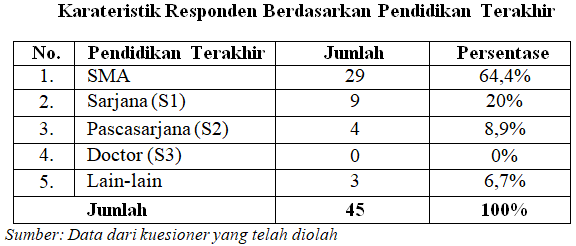 Karateristik Responden Berdasarkan Pendidikan Terakhir
No. Pendidikan Terakhir Jumlah Persentase
1. SMA 29 64,4%
2. Sarjana (S1) 9 20%
3. Pascasarjana (S2) 4 8,9%
4. Doctor (S3) 0 0%
5. Lain-lain 3 6,7%
Jumlah 45 100%
Sumber: Data dari kuesioner yang telah diolah